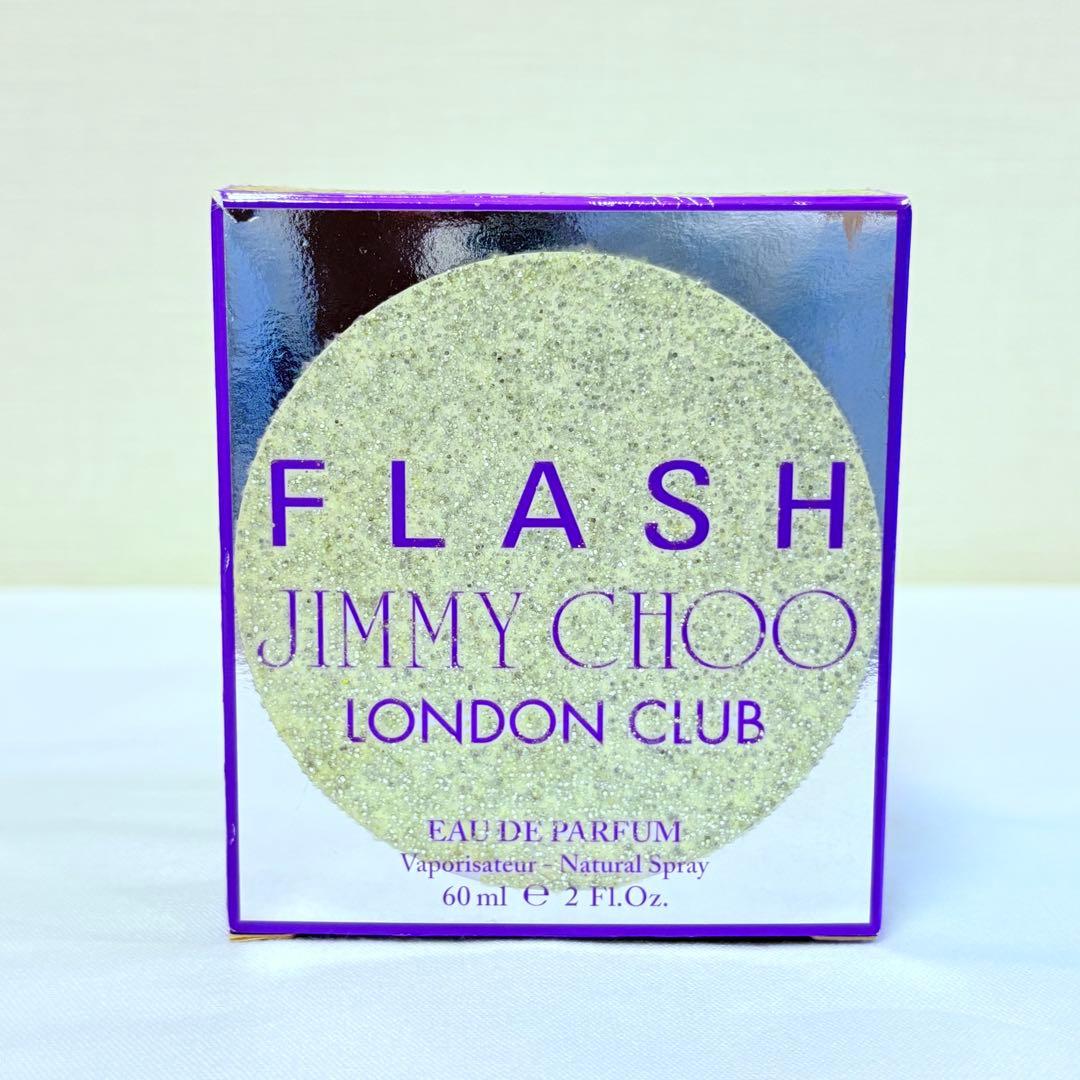 FLASH
JIMMY CHOO
LONDON CLUB
EAU DE PARFUM
Vaporisateur - Natural Spray
60 ml ℮ 2 Fl.Oz.